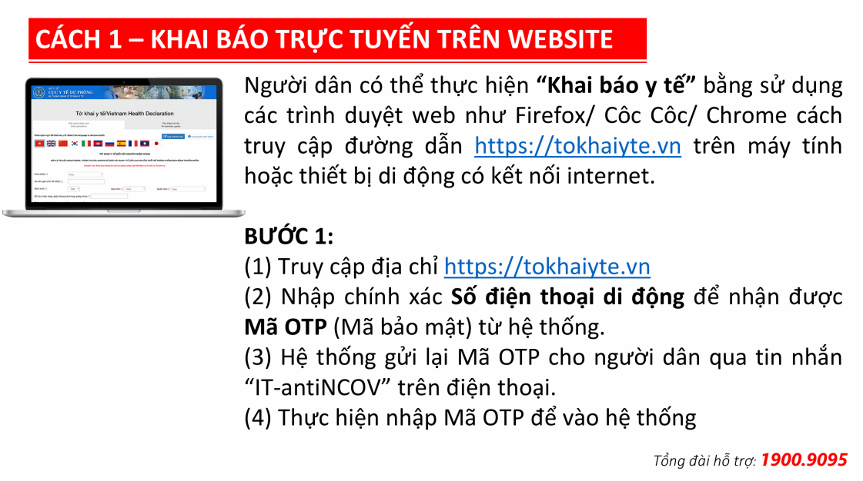 CÁCH 1 – KHAI BÁO TRỰC TUYẾN TRÊN WEBSITE
CỤC Y TẾ DỰ PHÒNG
Tờ khai y tế/Vietnam Health Declaration
Người dân có thể thực hiện “Khai báo y tế” bằng sử dụng
các trình duyệt web như Firefox/ Côc Côc/ Chrome cách
truy cập đường dẫn https://tokhaiyte.vn trên máy tính
hoặc thiết bị di động có kết nối internet.
BƯỚC 1:
(1) Truy cập địa chỉ https://tokhaiyte.vn
(2) Nhập chính xác Số điện thoại di động để nhận được
Mã OTP (Mã bảo mật) từ hệ thống.
(3) Hệ thống gửi lại Mã OTP cho người dân qua tin nhắn
“IT-antiNCOV” trên điện thoại.
(4) Thực hiện nhập Mã OTP để vào hệ thống
Tổng đài hỗ trợ: 1900.9095